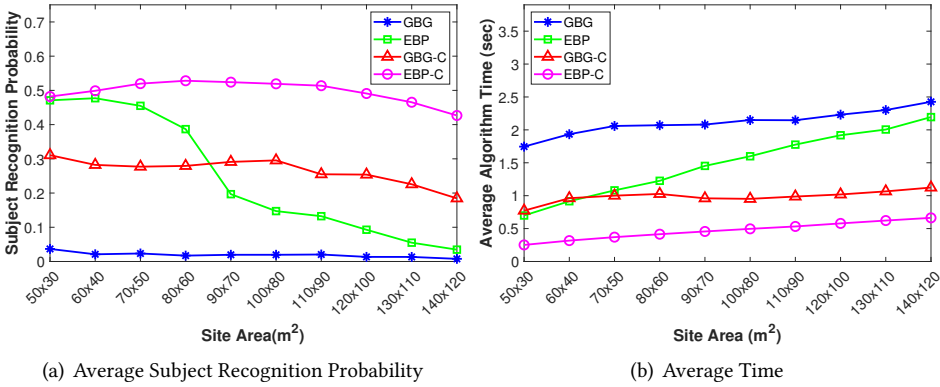 0.7
0.6
0.5
0.4
0.3
0.2
0.1
0
Subject Recognition Probability
GBG
EBP
GBG-C
EBP-C
50x30
60x40
70x50
80x60
90x70
100x80
110x90
120x100
130x110
140x120
Site Area(m²)
(a) Average Subject Recognition Probability
3.5
3
2.5
2
1.5
1
0.5
0
Average Algorithm Time (sec)
GBG
EBP
GBG-C
EBP-C
50x30
60x40
70x50
80x60
90x70
100x80
110x90
120x100
130x110
140x120
Site Area (m²)
(b) Average Time